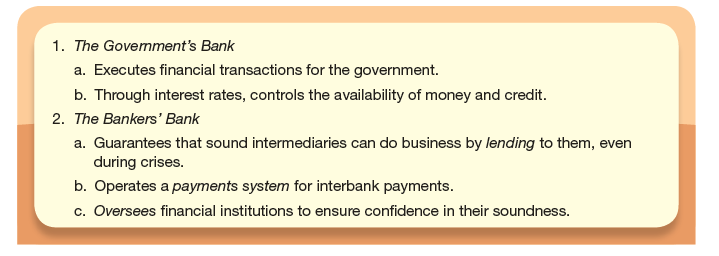 1. The Government's Bank
a. Executes financial transactions for the government.
b. Through interest rates, controls the availability of money and credit.
2. The Bankers' Bank
a. Guarantees that sound intermediaries can do business by lending to them, even
during crises.
b. Operates a payments system for interbank payments.
c. Oversees financial institutions to ensure confidence in their soundness.